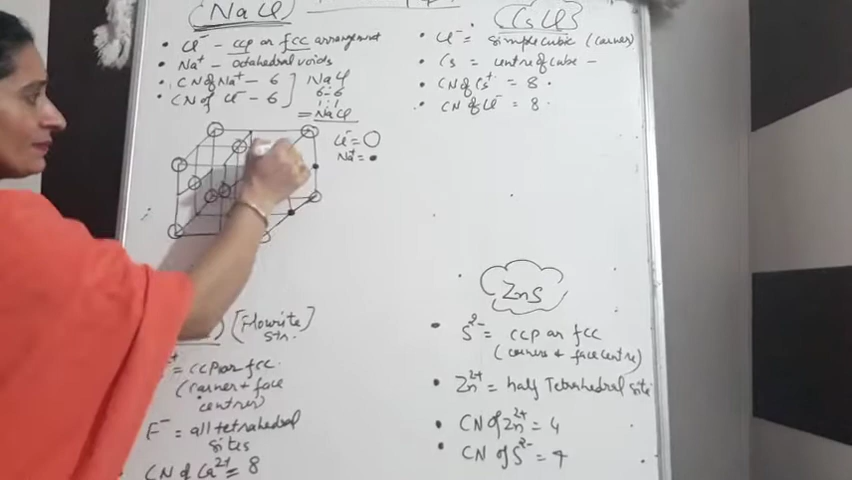 NaCl
Cl⁻ - ccp or fcc arrangement
Na⁺ - octahedral voids
CN of Na⁺ - 6
CN of Cl⁻ - 6
NaCl
6:6
1:1
= NaCl
Cl⁻ =
Na⁺ =
CsCl
Cl⁻ = simple cubic (corner)
Cs = centre of cube -
CN of Cs⁺ = 8
CN of Cl⁻ = 8
[Flourite
Str.]
= ccp or fcc
(corner + face
centres)
F⁻ = all tetrahedral
sites
CN of Ca²⁺ = 8
ZnS
S²⁻ = ccp or fcc
(corners & face centre)
Zn²⁺ = half Tetrahedral site
CN of Zn²⁺ = 4
CN of S²⁻ = 4